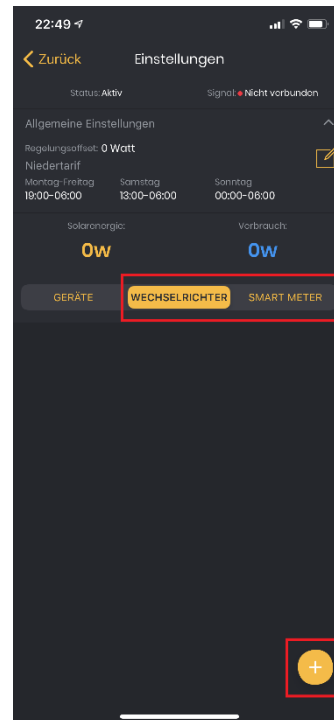 22:49
Zurück Einstellungen
Status: Aktiv Signal: Nicht verbunden
Allgemeine Einstellungen
Regelungsoffset: 0 Watt
Niedertarif
Montag-Freitag Samstag Sonntag
19:00-06:00 13:00-06:00 00:00-06:00
Solarenergie: Verbrauch:
0w 0w
GERÄTE WECHSELRICHTER SMART METER
+